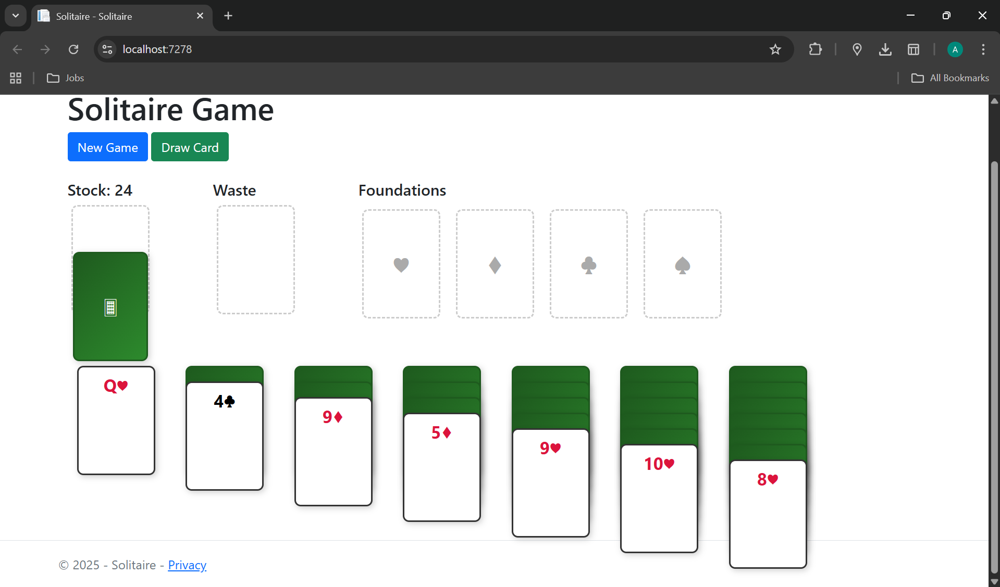 Solitaire - Solitaire
localhost:7278
A
Jobs
All Bookmarks
Solitaire Game
New Game
Draw Card
Stock: 24
Waste
Foundations
♥
♦
♣
♠
Q♥
4♣
9♦
5♦
9♥
10♥
8♥
© 2025 - Solitaire - Privacy